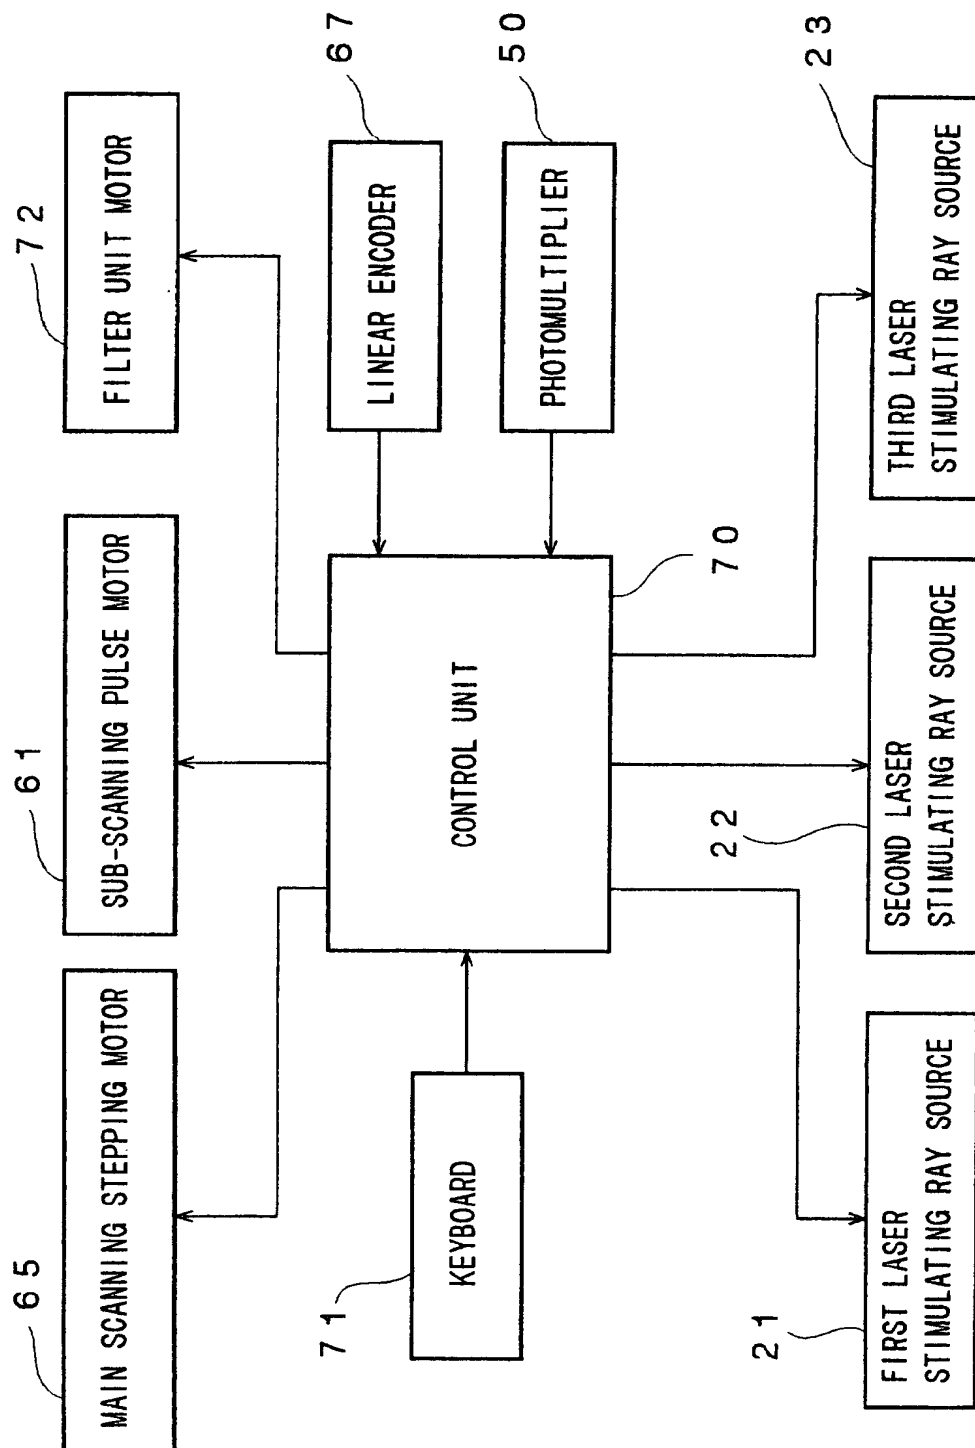 65
61
72
MAIN SCANNING STEPPING MOTOR
SUB-SCANNING PULSE MOTOR
FILTER UNIT MOTOR
67
LINEAR ENCODER
71
KEYBOARD
CONTROL UNIT
50
PHOTOMULTIPLIER
70
21
22
23
FIRST LASER
STIMULATING RAY SOURCE
SECOND LASER
STIMULATING RAY SOURCE
THIRD LASER
STIMULATING RAY SOURCE